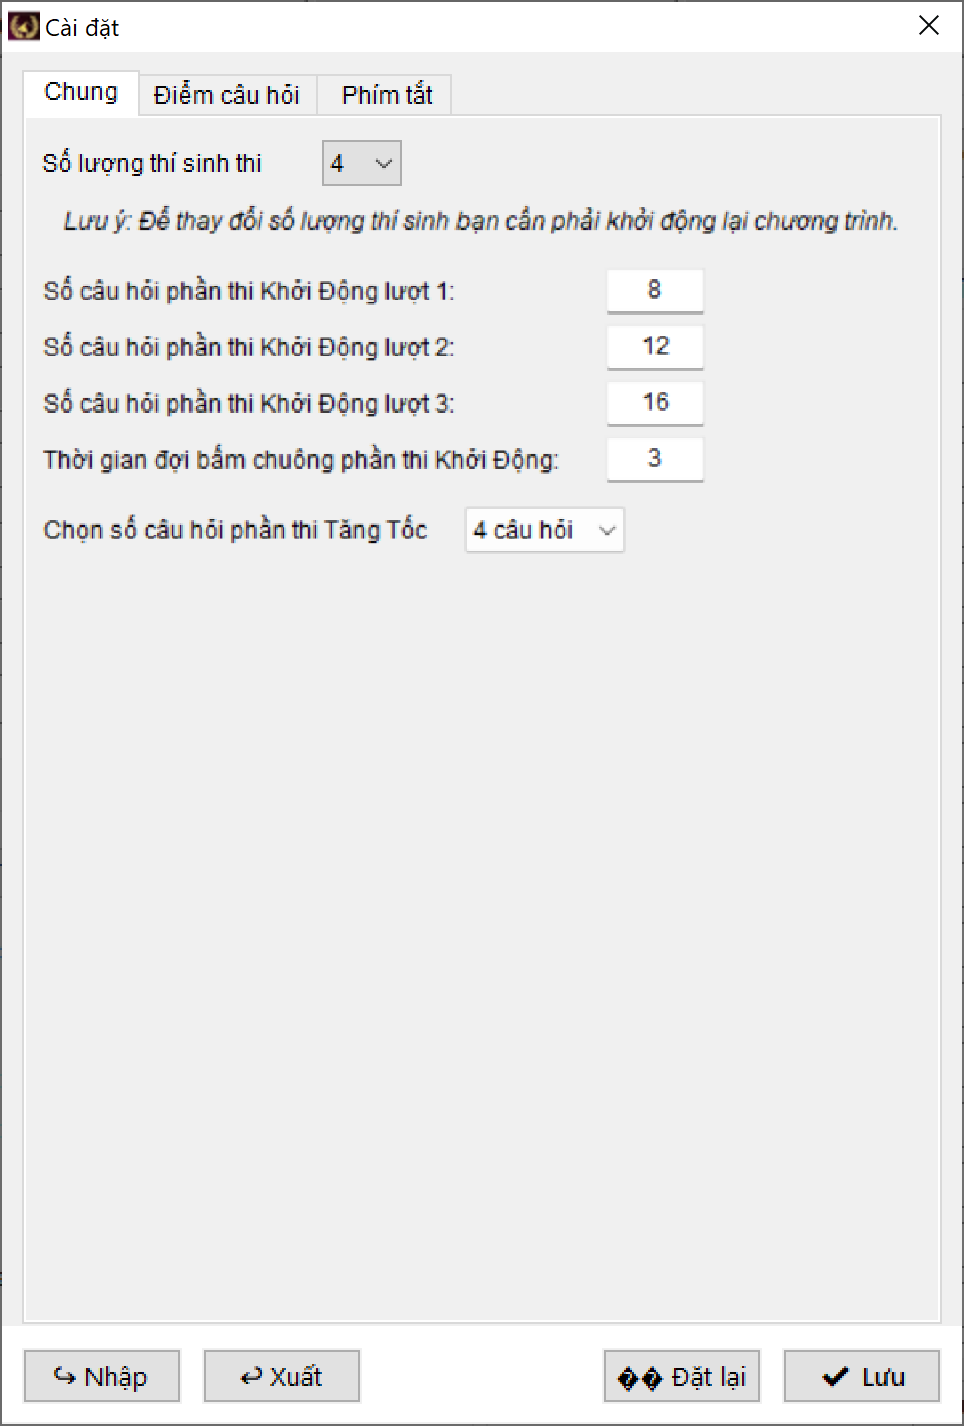 Cài đặt
Chung Điểm câu hỏi Phím tắt
Số lượng thí sinh thi 4
Lưu ý: Để thay đổi số lượng thí sinh bạn cần phải khởi động lại chương trình.
Số câu hỏi phần thi Khởi Động lượt 1: 8
Số câu hỏi phần thi Khởi Động lượt 2: 12
Số câu hỏi phần thi Khởi Động lượt 3: 16
Thời gian đợi bấm chuông phần thi Khởi Động: 3
Chọn số câu hỏi phần thi Tăng Tốc 4 câu hỏi
↪ Nhập ↩ Xuất �� Đặt lại ✔ Lưu